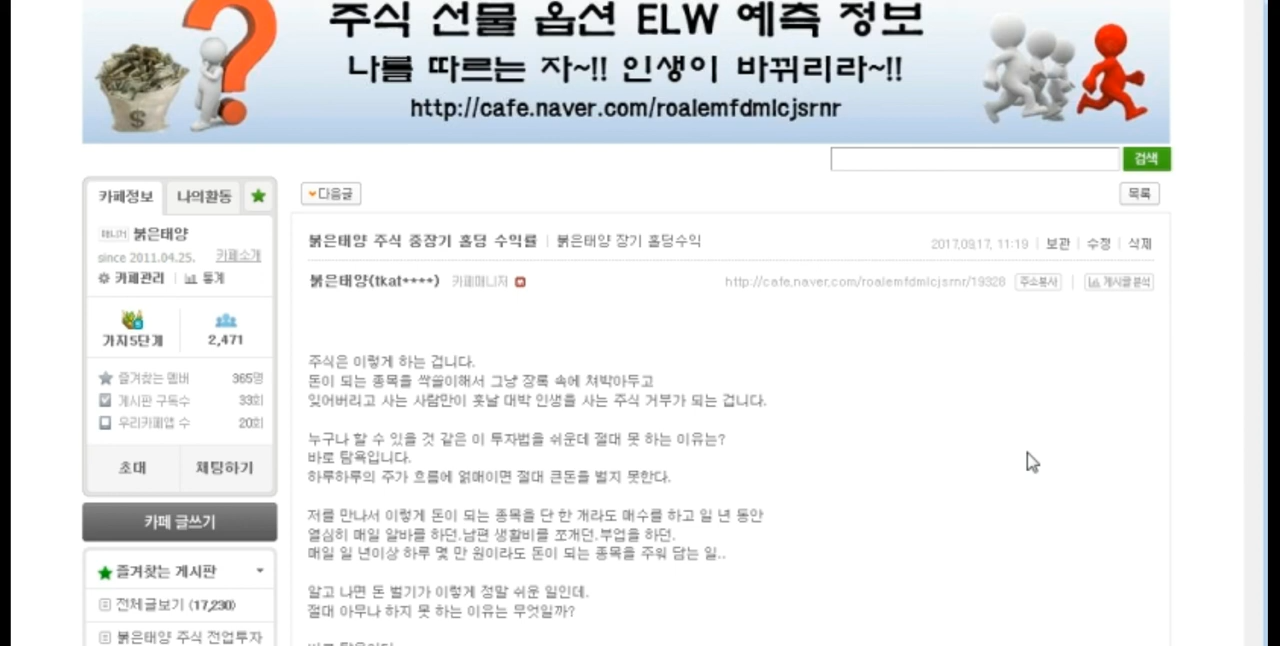 주식 선물 옵션 ELW 예측 정보
나를 따르는 자~!! 인생이 바뀌리라~!!
http://cafe.naver.com/roalemfdmlcjsrnr
$
검색
카페정보 나의활동
다음글
목록
매니저 붉은태양
since 2011.04.25. 카페소개
카페관리 통계
가지5단계 2,471
즐겨찾는 멤버 365명
게시판 구독수 33회
우리카페앱 수 20회
초대 채팅하기
카페 글쓰기
즐겨찾는 게시판
전체글보기 (17,230)
붉은태양 주식 전업투자
붉은태양 주식 중장기 홀딩 수익률 | 붉은태양 장기 홀딩수익
2017.09.17. 11:19 | 보관 | 수정 | 삭제
붉은태양(tkat****) 카페매니저
http://cafe.naver.com/roalemfdmlcjsrnr/19328 주소복사 | 게시글 분석
주식은 이렇게 하는 겁니다.
돈이 되는 종목을 싹쓸이해서 그냥 장록 속에 쳐박아두고
잊어버리고 사는 사람만이 훗날 대박 인생을 사는 주식 거부가 되는 겁니다.
누구나 할 수 있을 것 같은 이 투자법을 쉬운데 절대 못 하는 이유는?
바로 탐욕입니다.
하루하루의 주가 흐름에 얽매이면 절대 큰돈을 벌지 못한다.
저를 만나서 이렇게 돈이 되는 종목을 단 한 개라도 매수를 하고 일 년 동안
열심히 매일 알바를 하던.남편 생활비를 쪼개던.부업을 하던.
매일 일 년이상 하루 몇 만 원이라도 돈이 되는 종목을 주워 담는 일..
알고 나면 돈 벌기가 이렇게 정말 쉬운 일인데.
절대 아무나 하지 못 하는 이유는 무엇일까?